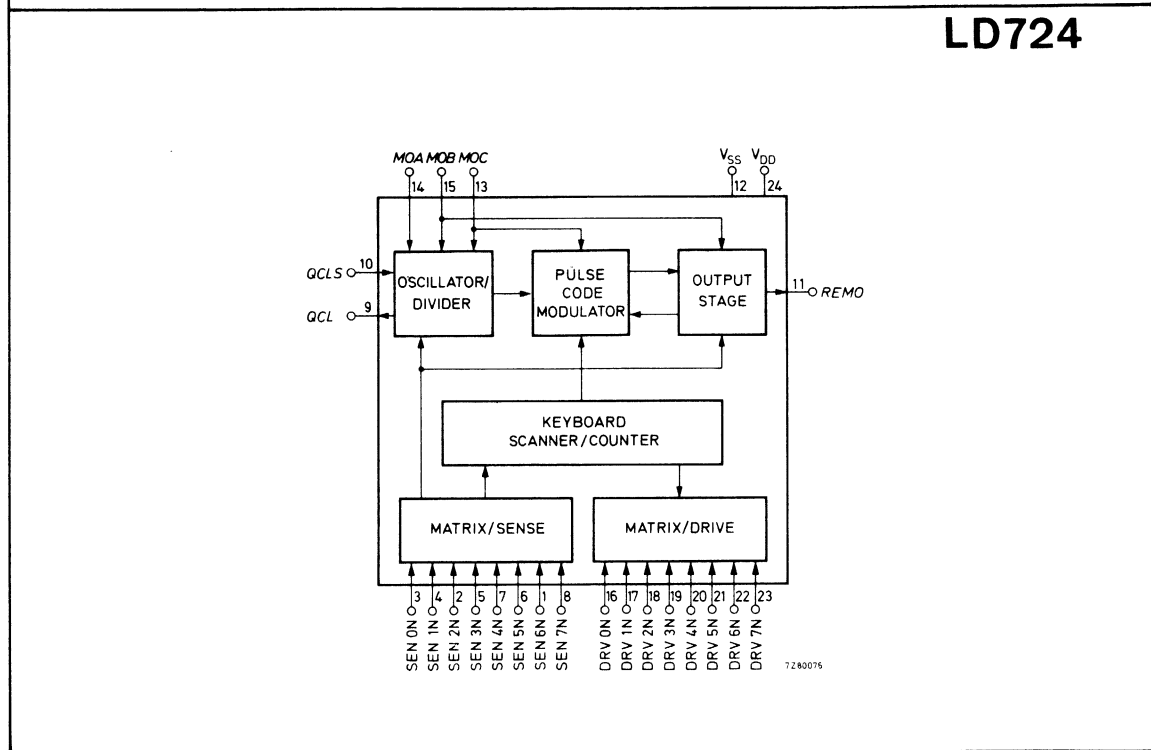 LD724
MOA MOB MOC
VSS VDD
14 15 13
12 24
QCLS 10
OSCILLATOR/
DIVIDER
PULSE
CODE
MODULATOR
OUTPUT
STAGE
11 REMO
QCL 9
KEYBOARD
SCANNER/COUNTER
MATRIX/SENSE
MATRIX/DRIVE
3 4 2 5 7 6 1 8
16 17 18 19 20 21 22 23
SEN 0N
SEN 1N
SEN 2N
SEN 3N
SEN 4N
SEN 5N
SEN 6N
SEN 7N
DRV 0N
DRV 1N
DRV 2N
DRV 3N
DRV 4N
DRV 5N
DRV 6N
DRV 7N
7Z80076